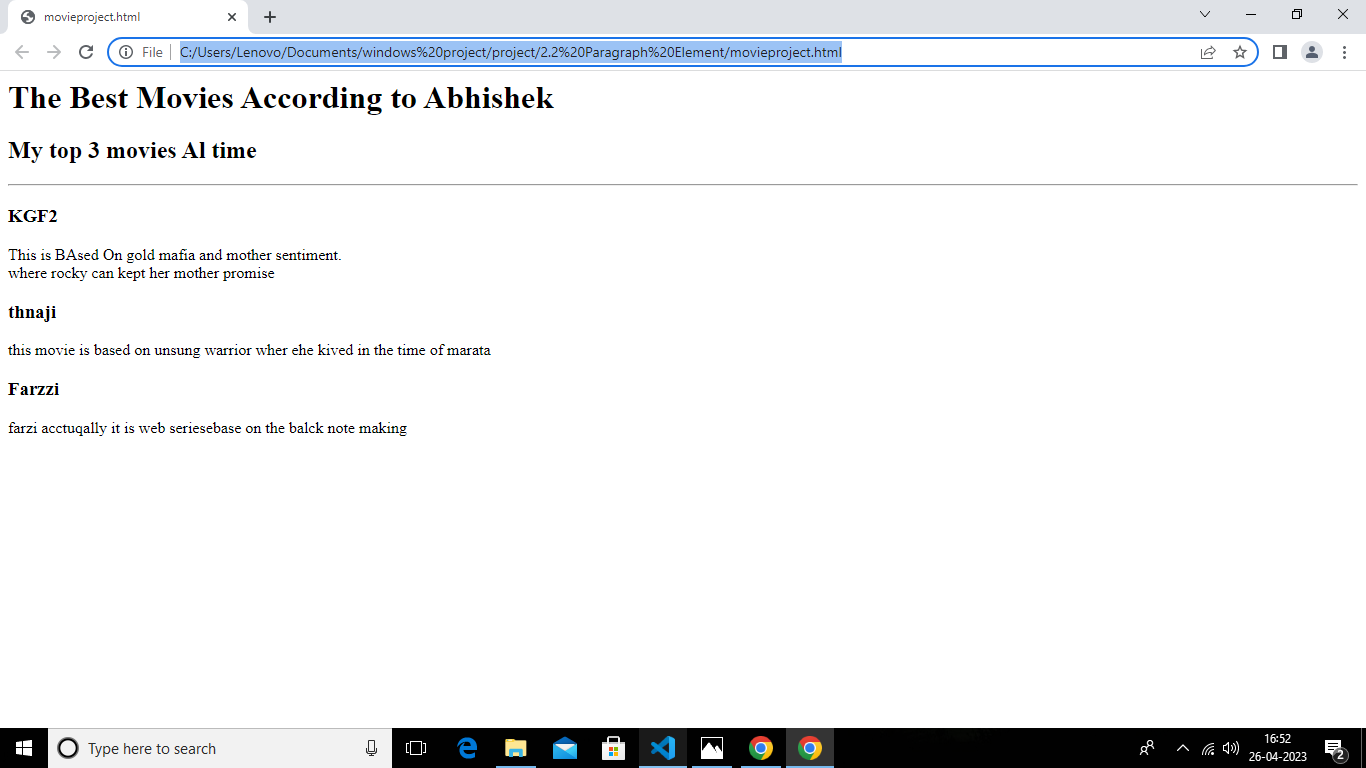 movieproject.html
File
C:/Users/Lenovo/Documents/windows%20project/project/2.2%20Paragraph%20Element/movieproject.html
The Best Movies According to Abhishek
My top 3 movies Al time
KGF2
This is BAsed On gold mafia and mother sentiment.
where rocky can kept her mother promise
thnaji
this movie is based on unsung warrior wher ehe kived in the time of marata
Farzzi
farzi acctuqally it is web seriesebase on the balck note making
Type here to search
16:52
26-04-2023
2